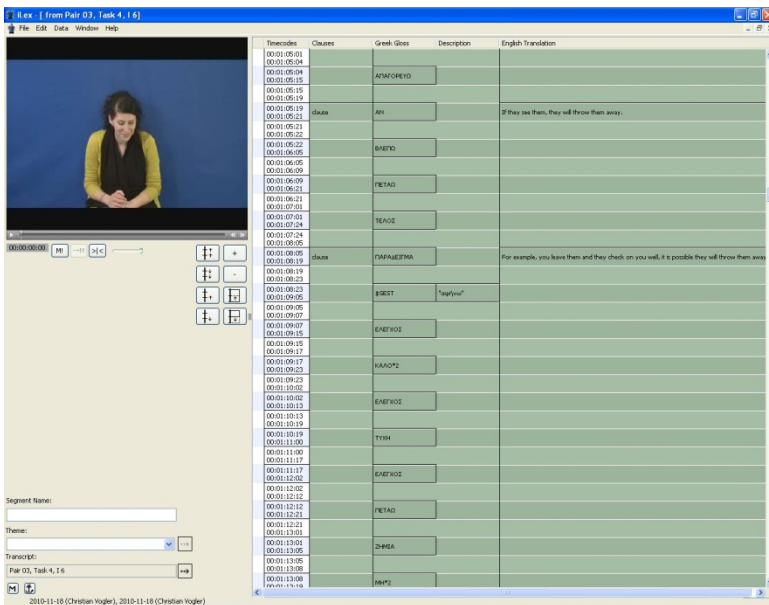 iLex - [ from Pair 03, Task 4, I 6]
File Edit Data Window Help
Timecodes Clauses Greek Gloss Description English Translation
00:01:05:01
00:01:05:04
00:01:05:04 ΑΠΑΓΟΡΕΥΩ
00:01:05:15
00:01:05:15
00:01:05:19
00:01:05:19 clause ΑΝ If they see them, they will throw them away.
00:01:05:21
00:01:05:21
00:01:05:22
00:01:05:22 ΒΛΕΠΩ
00:01:06:05
00:01:06:05
00:01:06:09
00:01:06:09 ΠΕΤΑΩ
00:01:06:21
00:01:06:21
00:01:07:01
00:01:07:01 ΤΕΛΟΣ
00:01:07:24
00:01:07:24
00:01:08:05
00:01:08:05 clause ΠΑΡΑΔΕΙΓΜΑ For example, you leave them and they check on you well, it is possible they will throw them away
00:01:08:19
00:01:08:19
00:01:08:23
00:01:08:23 $GEST "αφήνω"
00:01:09:05
00:01:09:05
00:01:09:07
00:01:09:07 ΕΛΕΓΧΟΣ
00:01:09:15
00:01:09:15
00:01:09:17
00:01:09:17 ΚΑΛΟ*2
00:01:09:23
00:01:09:23
00:01:10:02
00:01:10:02 ΕΛΕΓΧΟΣ
00:01:10:13
00:01:10:13
00:01:10:19
00:01:10:19 ΤΥΧΗ
00:01:11:00
00:01:11:00
00:01:11:17
00:01:11:17 ΕΛΕΓΧΟΣ
00:01:12:02
00:01:12:02
00:01:12:12
00:01:12:12 ΠΕΤΑΩ
00:01:12:21
00:01:12:21
00:01:13:01
00:01:13:01 ΖΗΜΙΑ
00:01:13:05
00:01:13:05
00:01:13:08
00:01:13:08 ΜΗ*2
00:00:00:00 M! >|<
+
-
Segment Name:
Theme:
Transcript:
Pair 03, Task 4, I 6
M
2010-11-18 (Christian Vogler), 2010-11-18 (Christian Vogler)